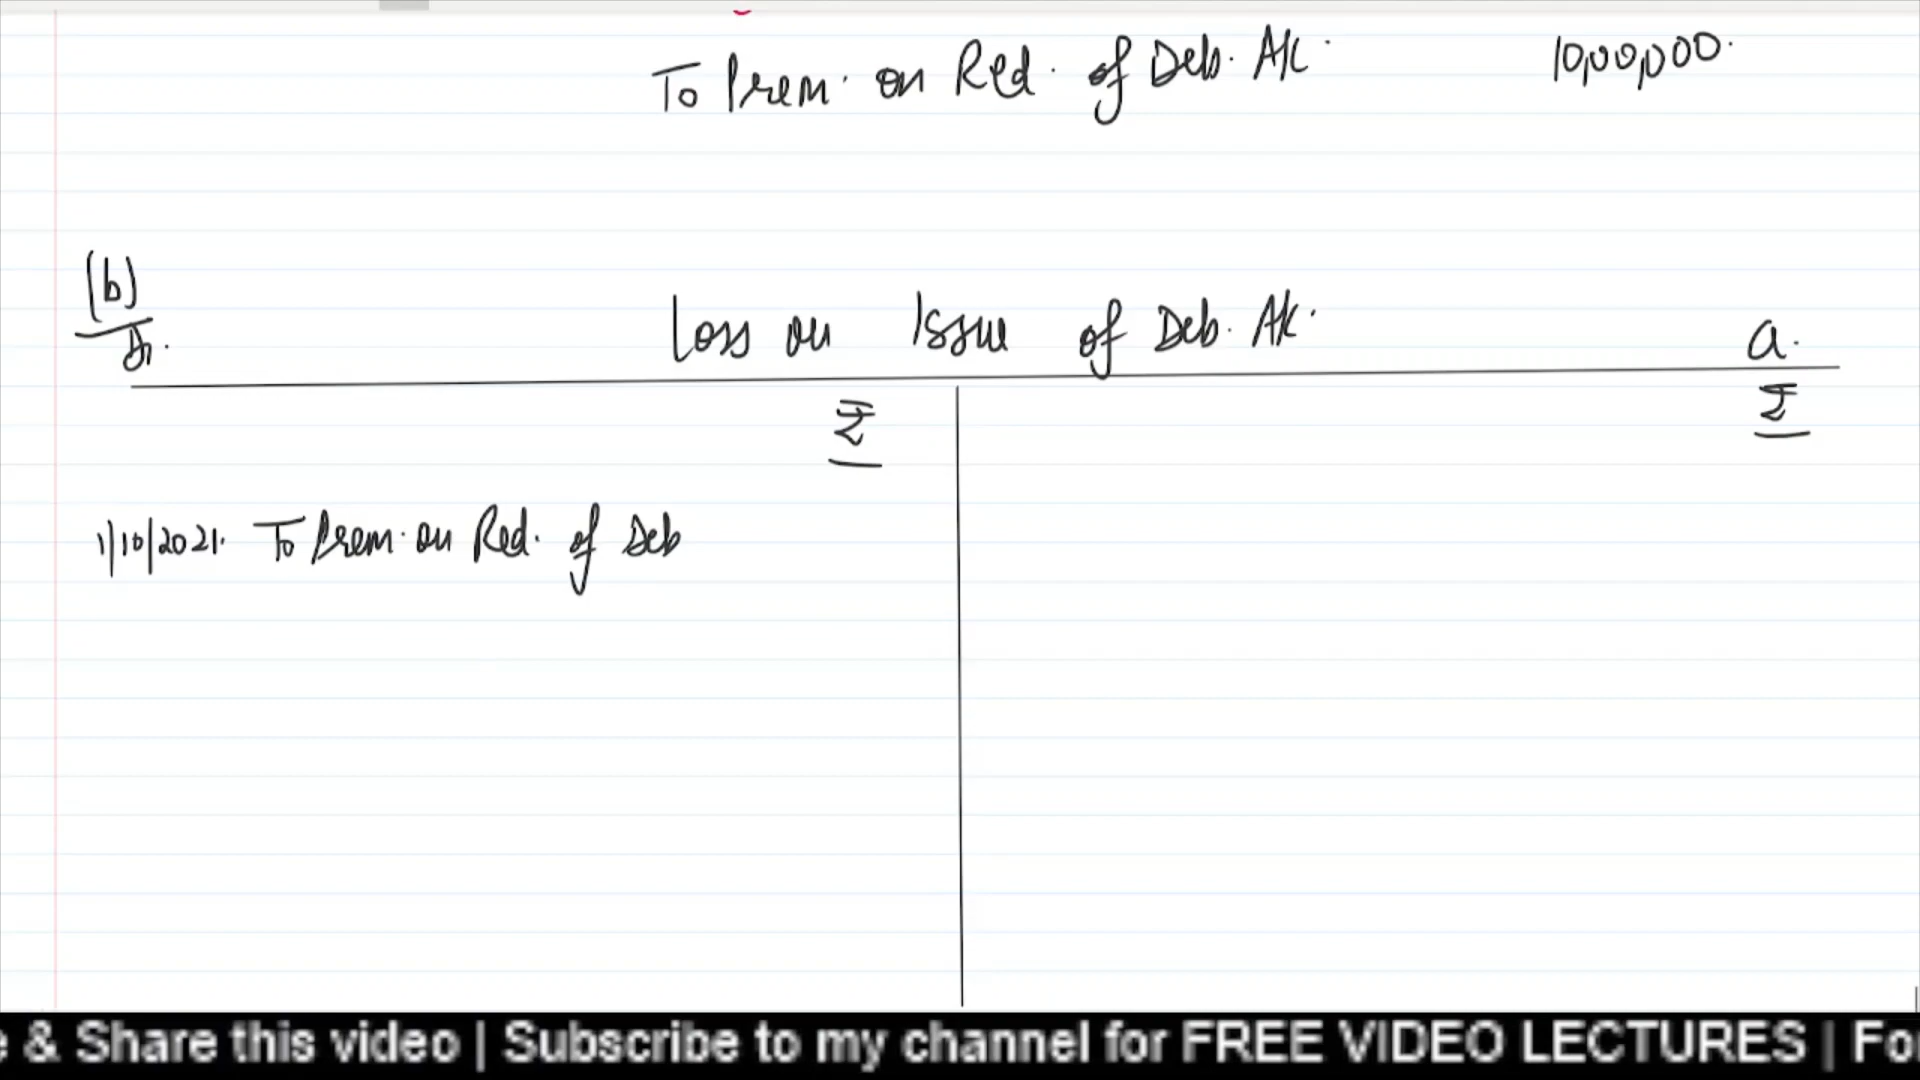 To Prem. on Red. of Deb. A/c. 10,00,000.
(b)
Dr. Loss on Issue of Deb. A/c. Cr.
₹ ₹
1/10/2021. To Prem. on Red. of Deb
e & Share this video | Subscribe to my channel for FREE VIDEO LECTURES | For